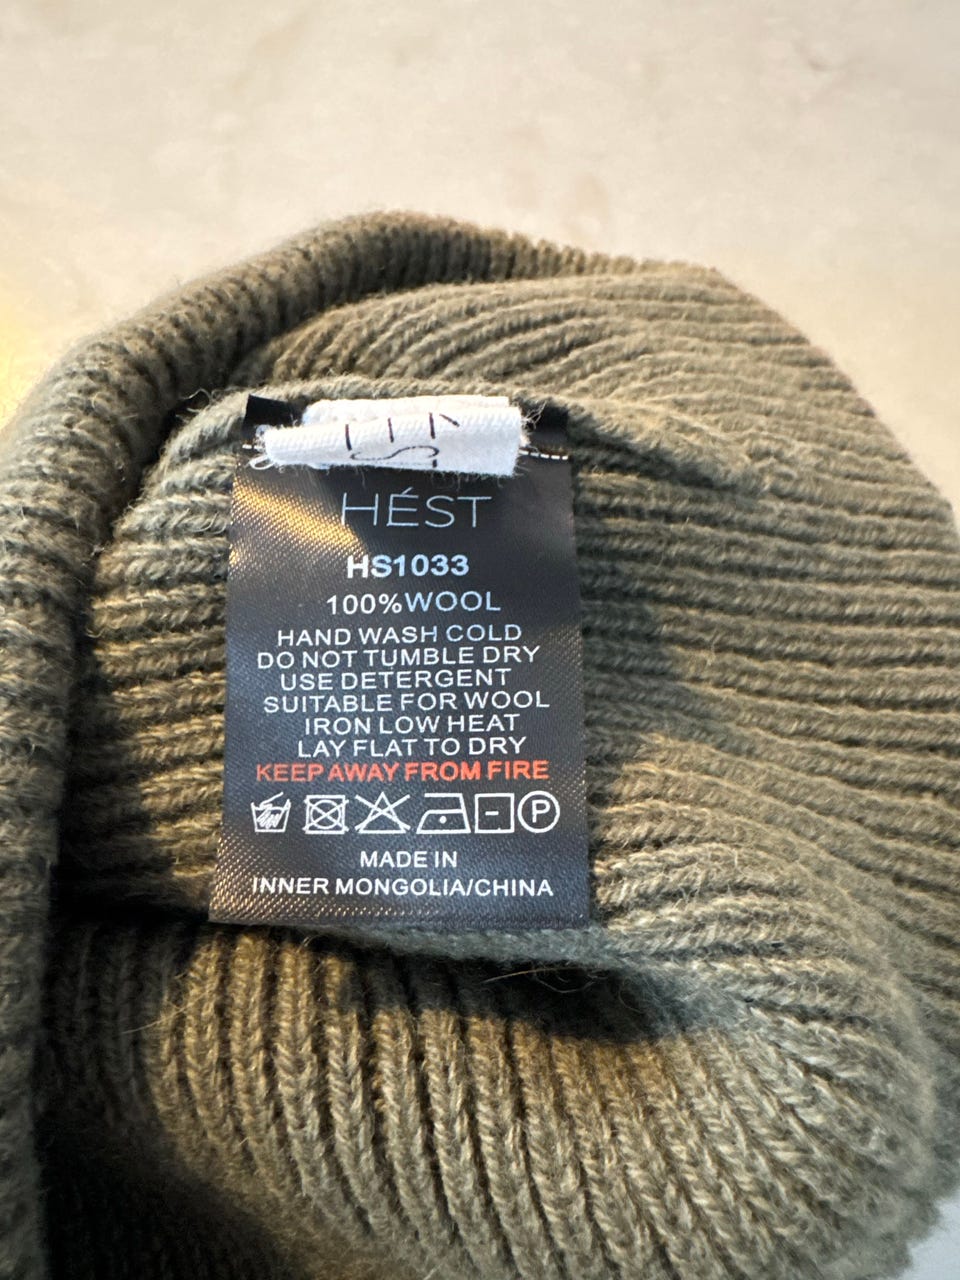 HÉST
HS1033
100%WOOL
HAND WASH COLD
DO NOT TUMBLE DRY
USE DETERGENT
SUITABLE FOR WOOL
IRON LOW HEAT
LAY FLAT TO DRY
KEEP AWAY FROM FIRE
P
MADE IN
INNER MONGOLIA/CHINA